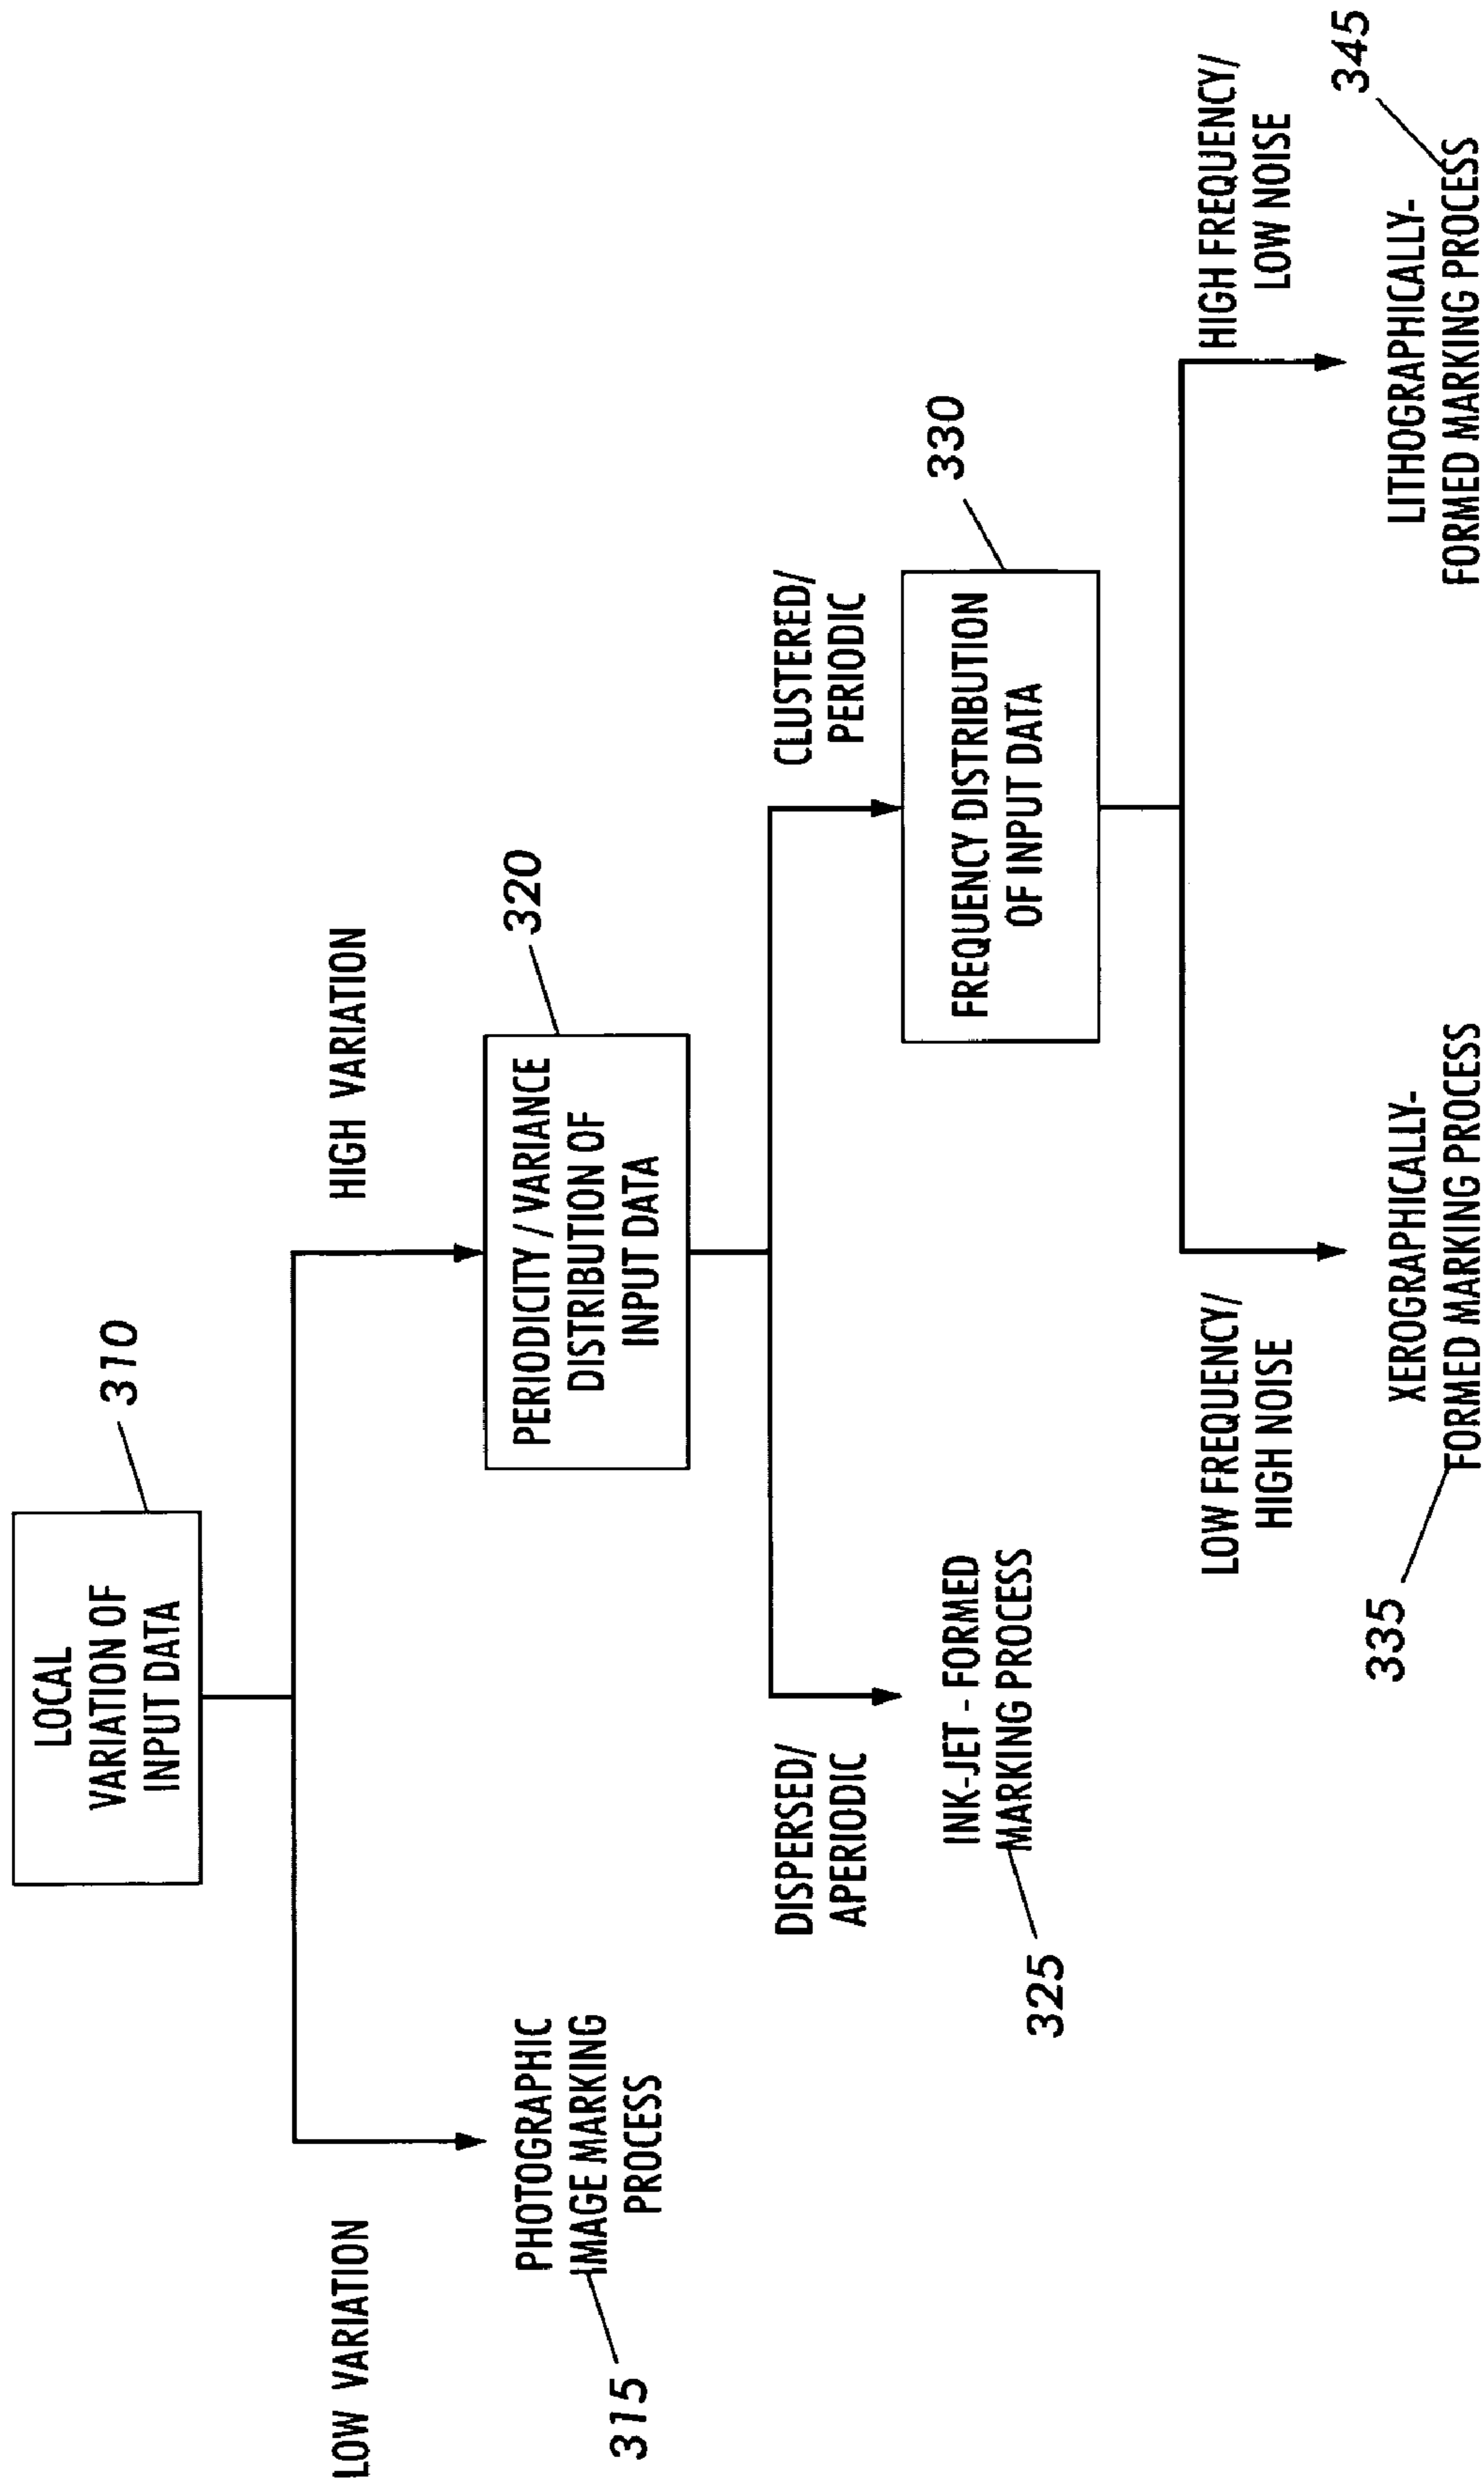 LOCAL
VARIATION OF
INPUT DATA
310
LOW VARIATION
HIGH VARIATION
PHOTOGRAPHIC
IMAGE MARKING
PROCESS
315
PERIODICITY / VARIANCE
DISTRIBUTION OF
INPUT DATA
320
DISPERSED/
APERIODIC
CLUSTERED/
PERIODIC
INK-JET - FORMED
MARKING PROCESS
325
FREQUENCY DISTRIBUTION
OF INPUT DATA
330
LOW FREQUENCY/
HIGH NOISE
HIGH FREQUENCY/
LOW NOISE
XEROGRAPHICALLY-
FORMED MARKING PROCESS
335
LITHOGRAPHICALLY-
FORMED MARKING PROCESS
345